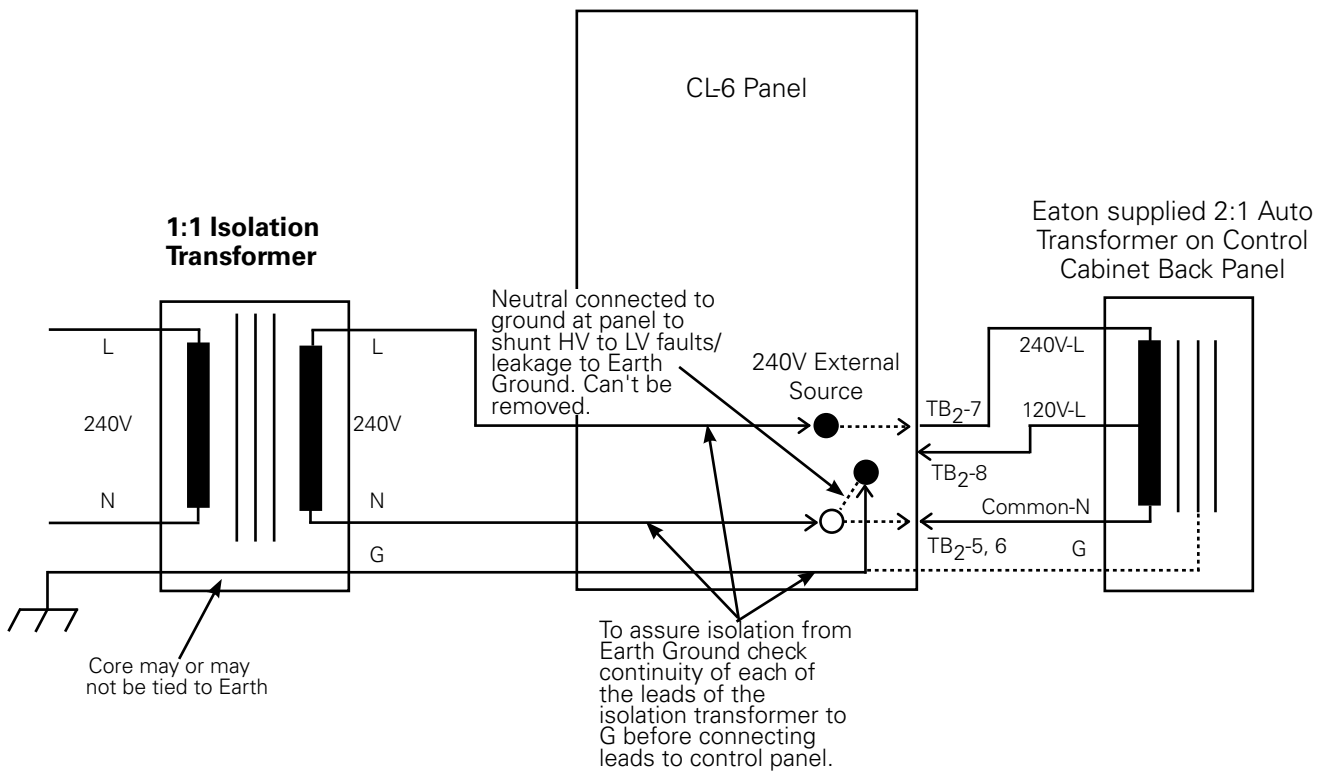 CL-6 Panel
1:1 Isolation
Transformer
Eaton supplied 2:1 Auto
Transformer on Control
Cabinet Back Panel
Neutral connected to
ground at panel to
shunt HV to LV faults/
leakage to Earth
Ground. Can't be
removed.
240V External
Source
L
240V
N
L
240V
N
G
TB2-7
TB2-8
TB2-5, 6
240V-L
120V-L
Common-N
G
Core may or may
not be tied to Earth
To assure isolation from
Earth Ground check
continuity of each of
the leads of the
isolation transformer to
G before connecting
leads to control panel.